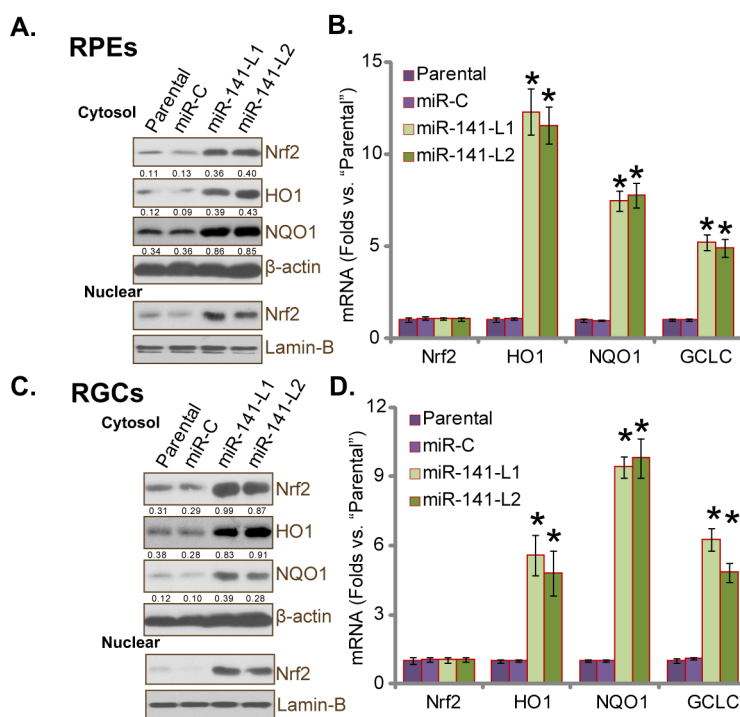 A.
RPEs
Cytosol
Parental
miR-C
miR-141-L1
miR-141-L2
Nrf2
0.11 0.13 0.36 0.40
HO1
0.12 0.09 0.39 0.43
NQO1
0.34 0.36 0.86 0.85
β-actin
Nuclear
Nrf2
Lamin-B
B.
mRNA (Folds vs. “Parental”)
15
10
5
0
Parental
miR-C
miR-141-L1
miR-141-L2
* * * * * *
Nrf2 HO1 NQO1 GCLC
C.
RGCs
Cytosol
Parental
miR-C
miR-141-L1
miR-141-L2
Nrf2
0.31 0.29 0.99 0.87
HO1
0.38 0.28 0.83 0.91
NQO1
0.12 0.10 0.39 0.28
β-actin
Nuclear
Nrf2
Lamin-B
D.
mRNA (Folds vs. “Parental”)
12
9
6
3
0
Parental
miR-C
miR-141-L1
miR-141-L2
* * * * * *
Nrf2 HO1 NQO1 GCLC